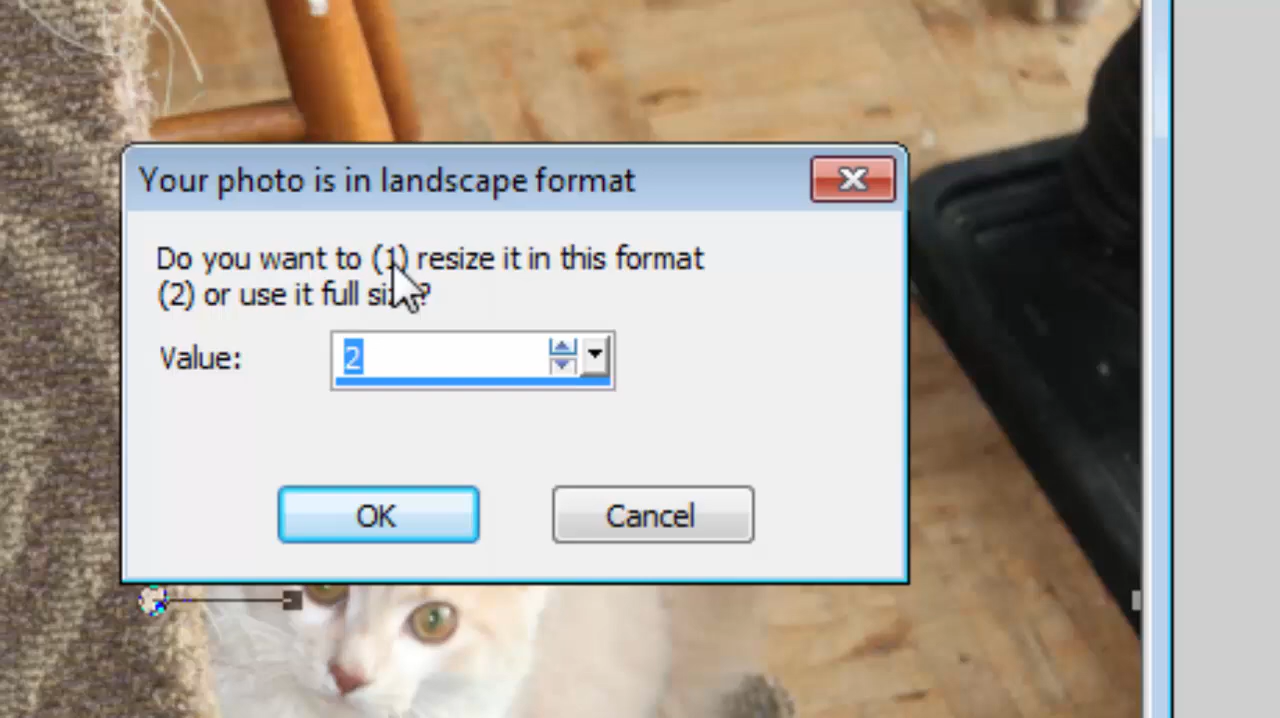 Your photo is in landscape format
Do you want to (1) resize it in this format
(2) or use it full size?
Value:
2
OK
Cancel